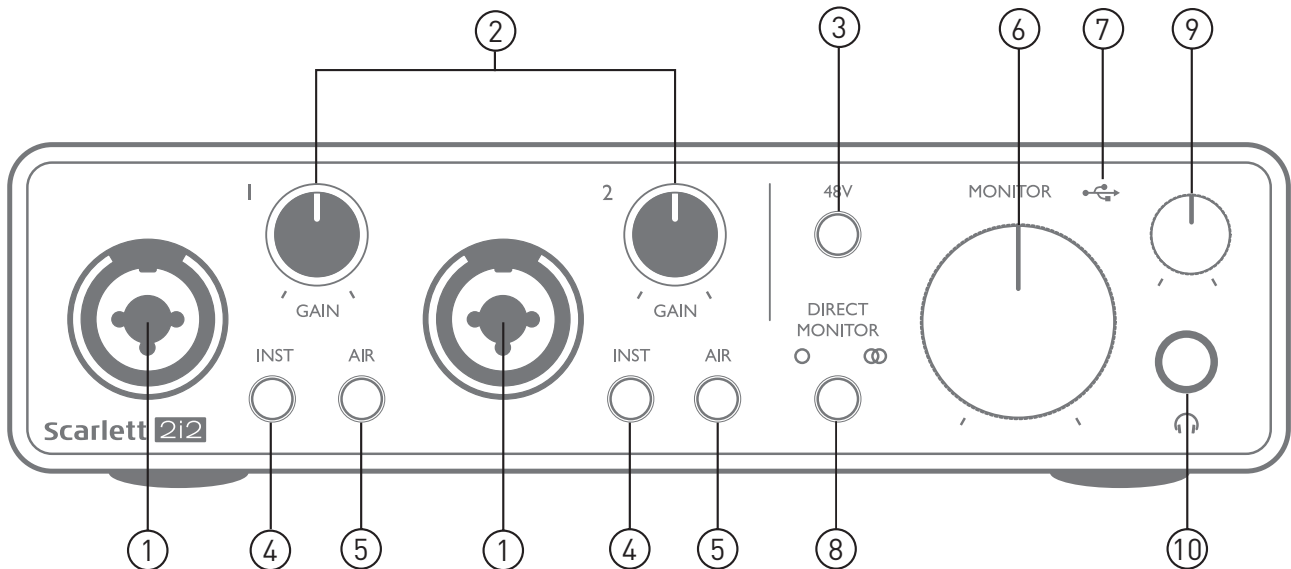 2
3
6
7
9
1
2
48V
MONITOR
GAIN
GAIN
DIRECT
MONITOR
INST
AIR
INST
AIR
Scarlett 2i2
1
4
5
1
4
5
8
10